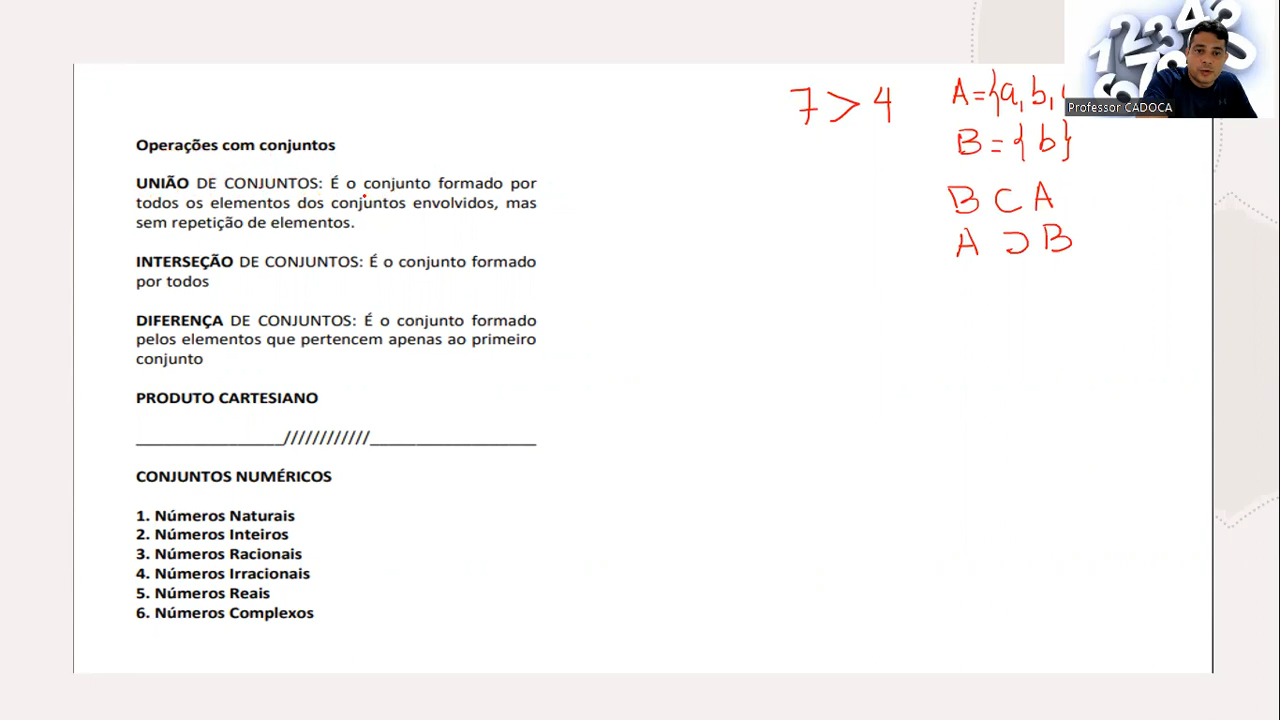 Operações com conjuntos
UNIÃO DE CONJUNTOS: É o conjunto formado por
todos os elementos dos conjuntos envolvidos, mas
sem repetição de elementos.
INTERSEÇÃO DE CONJUNTOS: É o conjunto formado
por todos
DIFERENÇA DE CONJUNTOS: É o conjunto formado
pelos elementos que pertencem apenas ao primeiro
conjunto
PRODUTO CARTESIANO
__________________////////////____________________
CONJUNTOS NUMÉRICOS
1. Números Naturais
2. Números Inteiros
3. Números Racionais
4. Números Irracionais
5. Números Reais
6. Números Complexos
7 > 4
A = {a, b,
B = {b}
B ⊂ A
A ⊃ B
Professor CADOCA